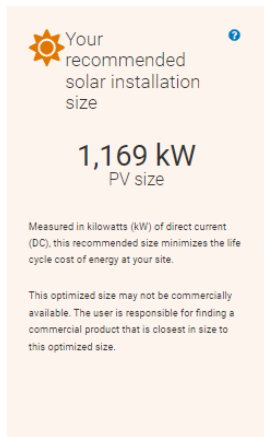 Your
recommended
solar installation
size
?
1,169 kW
PV size
Measured in kilowatts (kW) of direct current
(DC), this recommended size minimizes the life
cycle cost of energy at your site.
This optimized size may not be commercially
available. The user is responsible for finding a
commercial product that is closest in size to
this optimized size.